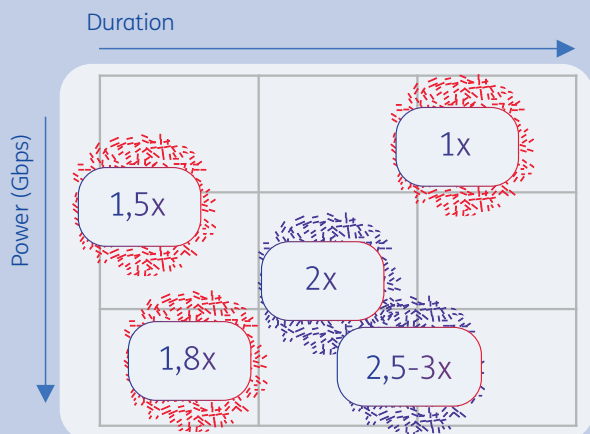 Duration
Power (Gbps)
1x
1,5x
2x
1,8x
2,5-3x